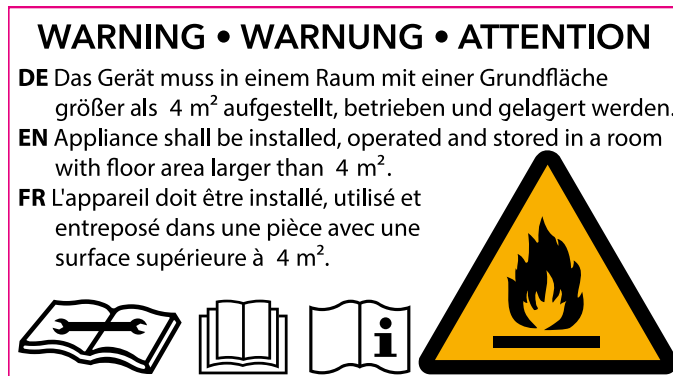 WARNING • WARNUNG • ATTENTION
DE Das Gerät muss in einem Raum mit einer Grundfläche
größer als 4 m² aufgestellt, betrieben und gelagert werden.
EN Appliance shall be installed, operated and stored in a room
with floor area larger than 4 m².
FR L'appareil doit être installé, utilisé et
entreposé dans une pièce avec une
surface supérieure à 4 m².
i